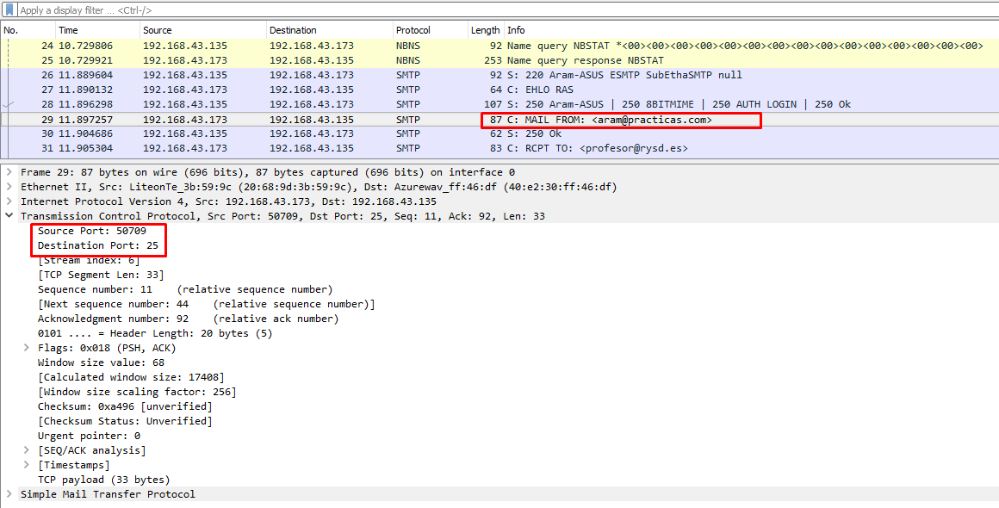 Apply a display filter ... <Ctrl-/>
No. Time Source Destination Protocol Length Info
24 10.729806 192.168.43.135 192.168.43.173 NBNS 92 Name query NBSTAT *<00><00><00><00><00><00><00><00><00><00><00><00><00><00><00>
25 10.729921 192.168.43.173 192.168.43.135 NBNS 253 Name query response NBSTAT
26 11.889604 192.168.43.135 192.168.43.173 SMTP 92 S: 220 Aram-ASUS ESMTP SubEthaSMTP null
27 11.890132 192.168.43.173 192.168.43.135 SMTP 64 C: EHLO RAS
28 11.896298 192.168.43.135 192.168.43.173 SMTP 107 S: 250 Aram-ASUS | 250 8BITMIME | 250 AUTH LOGIN | 250 Ok
29 11.897257 192.168.43.173 192.168.43.135 SMTP 87 C: MAIL FROM: <aram@practicas.com>
30 11.904686 192.168.43.135 192.168.43.173 SMTP 62 S: 250 Ok
31 11.905304 192.168.43.173 192.168.43.135 SMTP 83 C: RCPT TO: <profesor@rysd.es>
Frame 29: 87 bytes on wire (696 bits), 87 bytes captured (696 bits) on interface 0
Ethernet II, Src: LiteonTe_3b:59:9c (20:68:9d:3b:59:9c), Dst: Azurewav_ff:46:df (40:e2:30:ff:46:df)
Internet Protocol Version 4, Src: 192.168.43.173, Dst: 192.168.43.135
Transmission Control Protocol, Src Port: 50709, Dst Port: 25, Seq: 11, Ack: 92, Len: 33
Source Port: 50709
Destination Port: 25
[Stream index: 6]
[TCP Segment Len: 33]
Sequence number: 11 (relative sequence number)
[Next sequence number: 44 (relative sequence number)]
Acknowledgment number: 92 (relative ack number)
0101 .... = Header Length: 20 bytes (5)
Flags: 0x018 (PSH, ACK)
Window size value: 68
[Calculated window size: 17408]
[Window size scaling factor: 256]
Checksum: 0xa496 [unverified]
[Checksum Status: Unverified]
Urgent pointer: 0
[SEQ/ACK analysis]
[Timestamps]
TCP payload (33 bytes)
Simple Mail Transfer Protocol